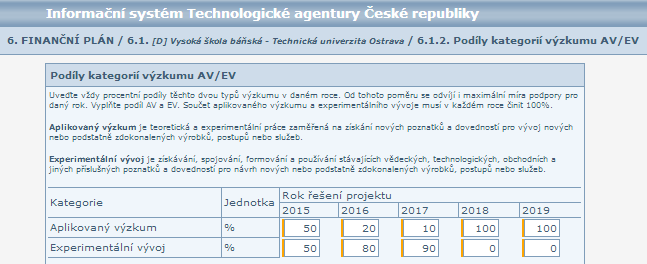 Informační systém Technologické agentury České republiky
6. FINANČNÍ PLÁN / 6.1. [D] Vysoká škola báňská - Technická univerzita Ostrava / 6.1.2. Podíly kategorií výzkumu AV/EV
Podíly kategorií výzkumu AV/EV
Uveďte vždy procentní podíly těchto dvou typů výzkumu v daném roce. Od tohoto poměru se odvíjí i maximální míra podpory pro
daný rok. Vyplňte podíl AV a EV. Součet aplikovaného výzkumu a experimentálního vývoje musí v každém roce činit 100%.
Aplikovaný výzkum je teoretická a experimentální práce zaměřená na získání nových poznatků a dovedností pro vývoj nových
nebo podstatně zdokonalených výrobků, postupů nebo služeb.
Experimentální vývoj je získávání, spojování, formování a používání stávajících vědeckých, technologických, obchodních a
jiných příslušných poznatků a dovedností pro návrh nových nebo podstatně zdokonalených výrobků, postupů nebo služeb.
Kategorie Jednotka Rok řešení projektu
2015 2016 2017 2018 2019
Aplikovaný výzkum % 50 20 10 100 100
Experimentální vývoj % 50 80 90 0 0